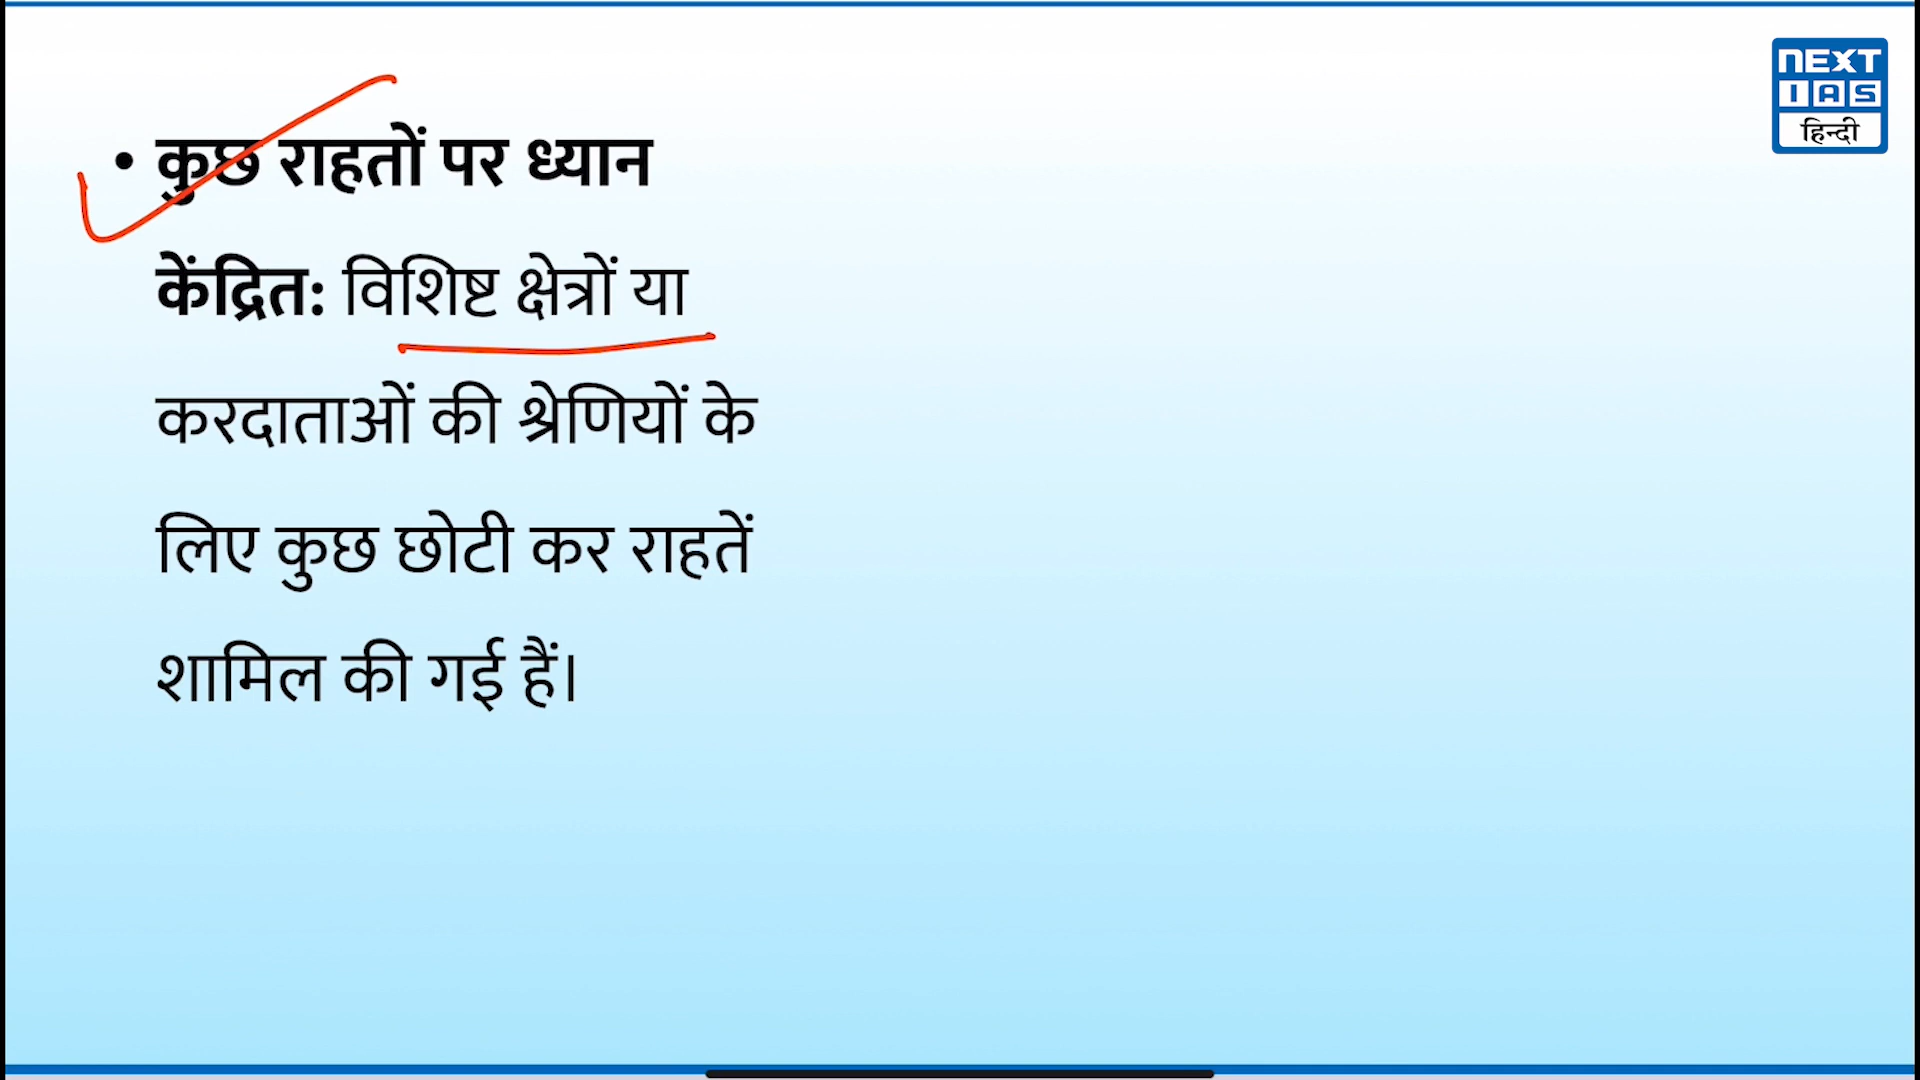 NEXT
IAS
हिन्दी
• कुछ राहतों पर ध्यान
केंद्रित: विशिष्ट क्षेत्रों या
करदाताओं की श्रेणियों के
लिए कुछ छोटी कर राहतें
शामिल की गई हैं।